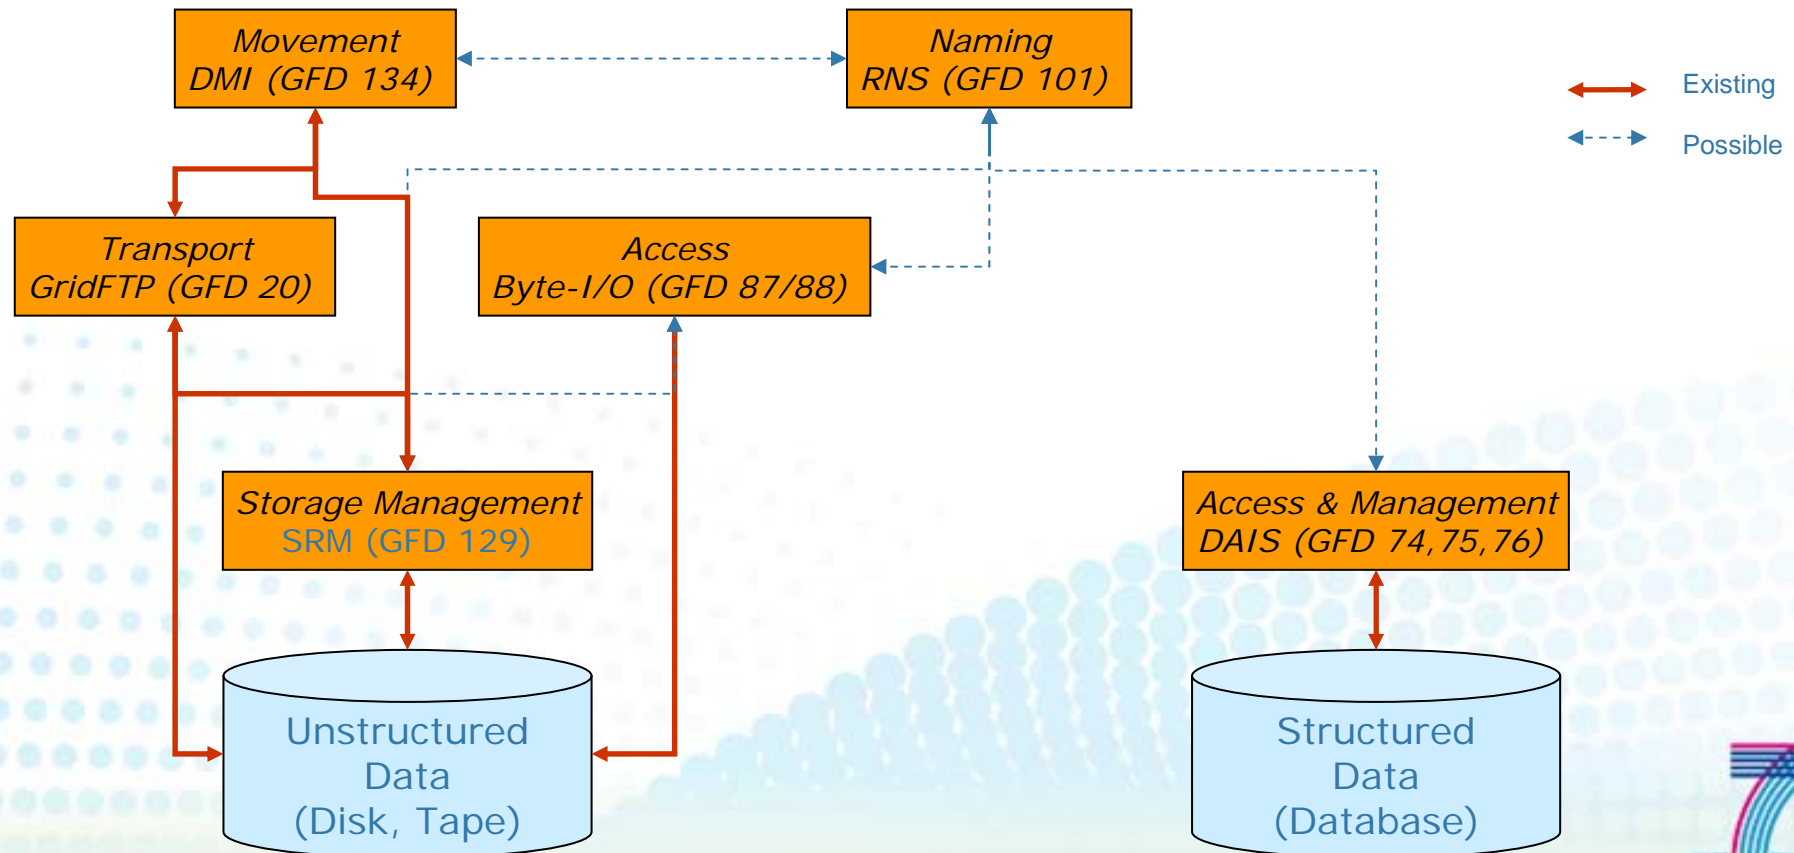 Movement
DMI (GFD 134)
Naming
RNS (GFD 101)
Existing
Possible
Transport
GridFTP (GFD 20)
Access
Byte-I/O (GFD 87/88)
Storage Management
SRM (GFD 129)
Access & Management
DAIS (GFD 74,75,76)
Unstructured
Data
(Disk, Tape)
Structured
Data
(Database)